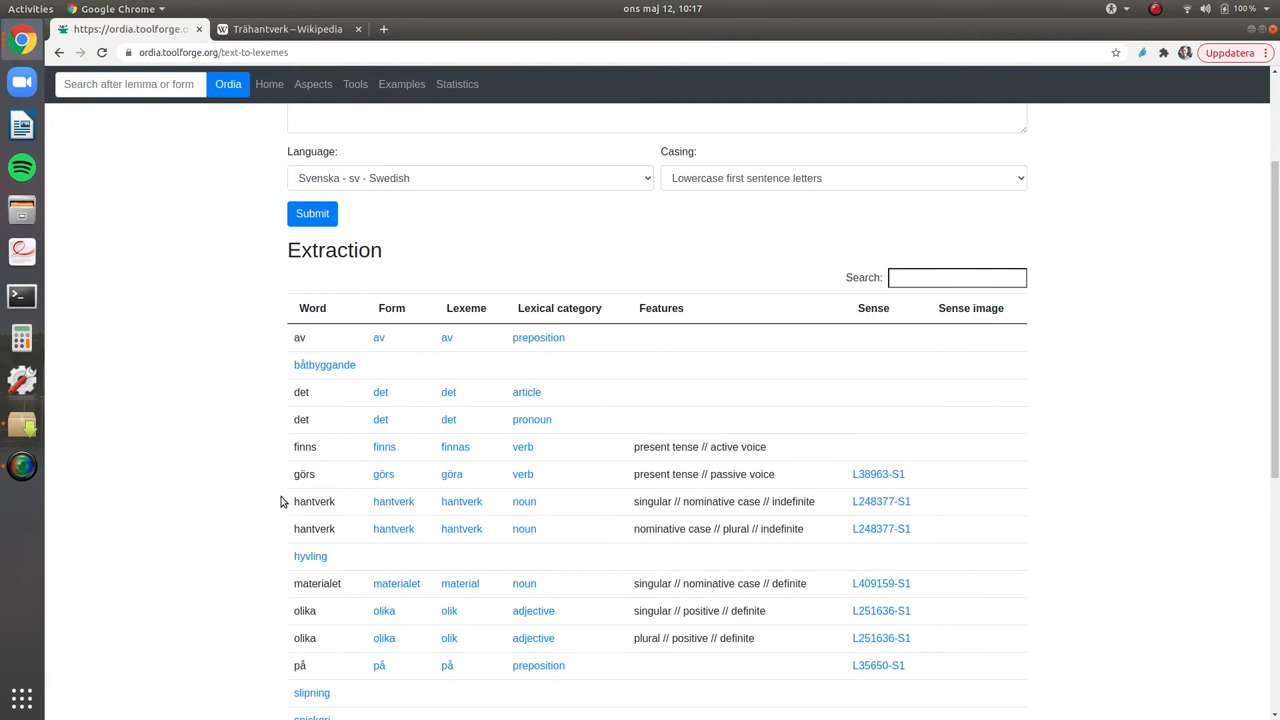 Activities Google Chrome ons maj 12, 10:17 100 %
https://ordia.toolforge.o Trähantverk – Wikipedia
ordia.toolforge.org/text-to-lexemes Uppdatera
Search after lemma or form Ordia Home Aspects Tools Examples Statistics
Language: Casing:
Svenska - sv - Swedish Lowercase first sentence letters
Submit
Extraction
Search:
Word Form Lexeme Lexical category Features Sense Sense image
av av av preposition
båtbyggande
det det det article
det det det pronoun
finns finns finnas verb present tense // active voice
görs görs göra verb present tense // passive voice L38963-S1
hantverk hantverk hantverk noun singular // nominative case // indefinite L248377-S1
hantverk hantverk hantverk noun nominative case // plural // indefinite L248377-S1
hyvling
materialet materialet material noun singular // nominative case // definite L409159-S1
olika olika olik adjective singular // positive // definite L251636-S1
olika olika olik adjective plural // positive // definite L251636-S1
på på på preposition L35650-S1
slipning
snickeri